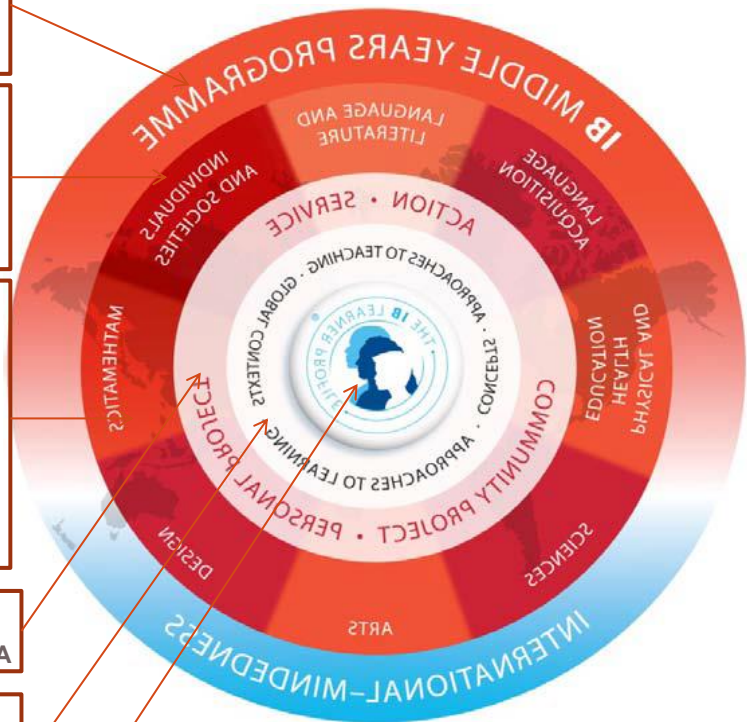 IB MIDDLE YEARS PROGRAMME
LANGUAGE AND
LITERATURE
INDIVIDUALS
AND SOCIETIES
LANGUAGE
ACQUISITION
MATHEMATICS
PHYSICAL AND
HEALTH
EDUCATION
DESIGN
SCIENCES
ARTS
ACTION • SERVICE
COMMUNITY PROJECT • PERSONAL PROJECT
APPROACHES TO TEACHING · GLOBAL CONTEXTS
CONCEPTS · APPROACHES TO LEARNING
• THE IB LEARNER PROFILE • ®
INTERNATIONAL–MINDEDNESS
A